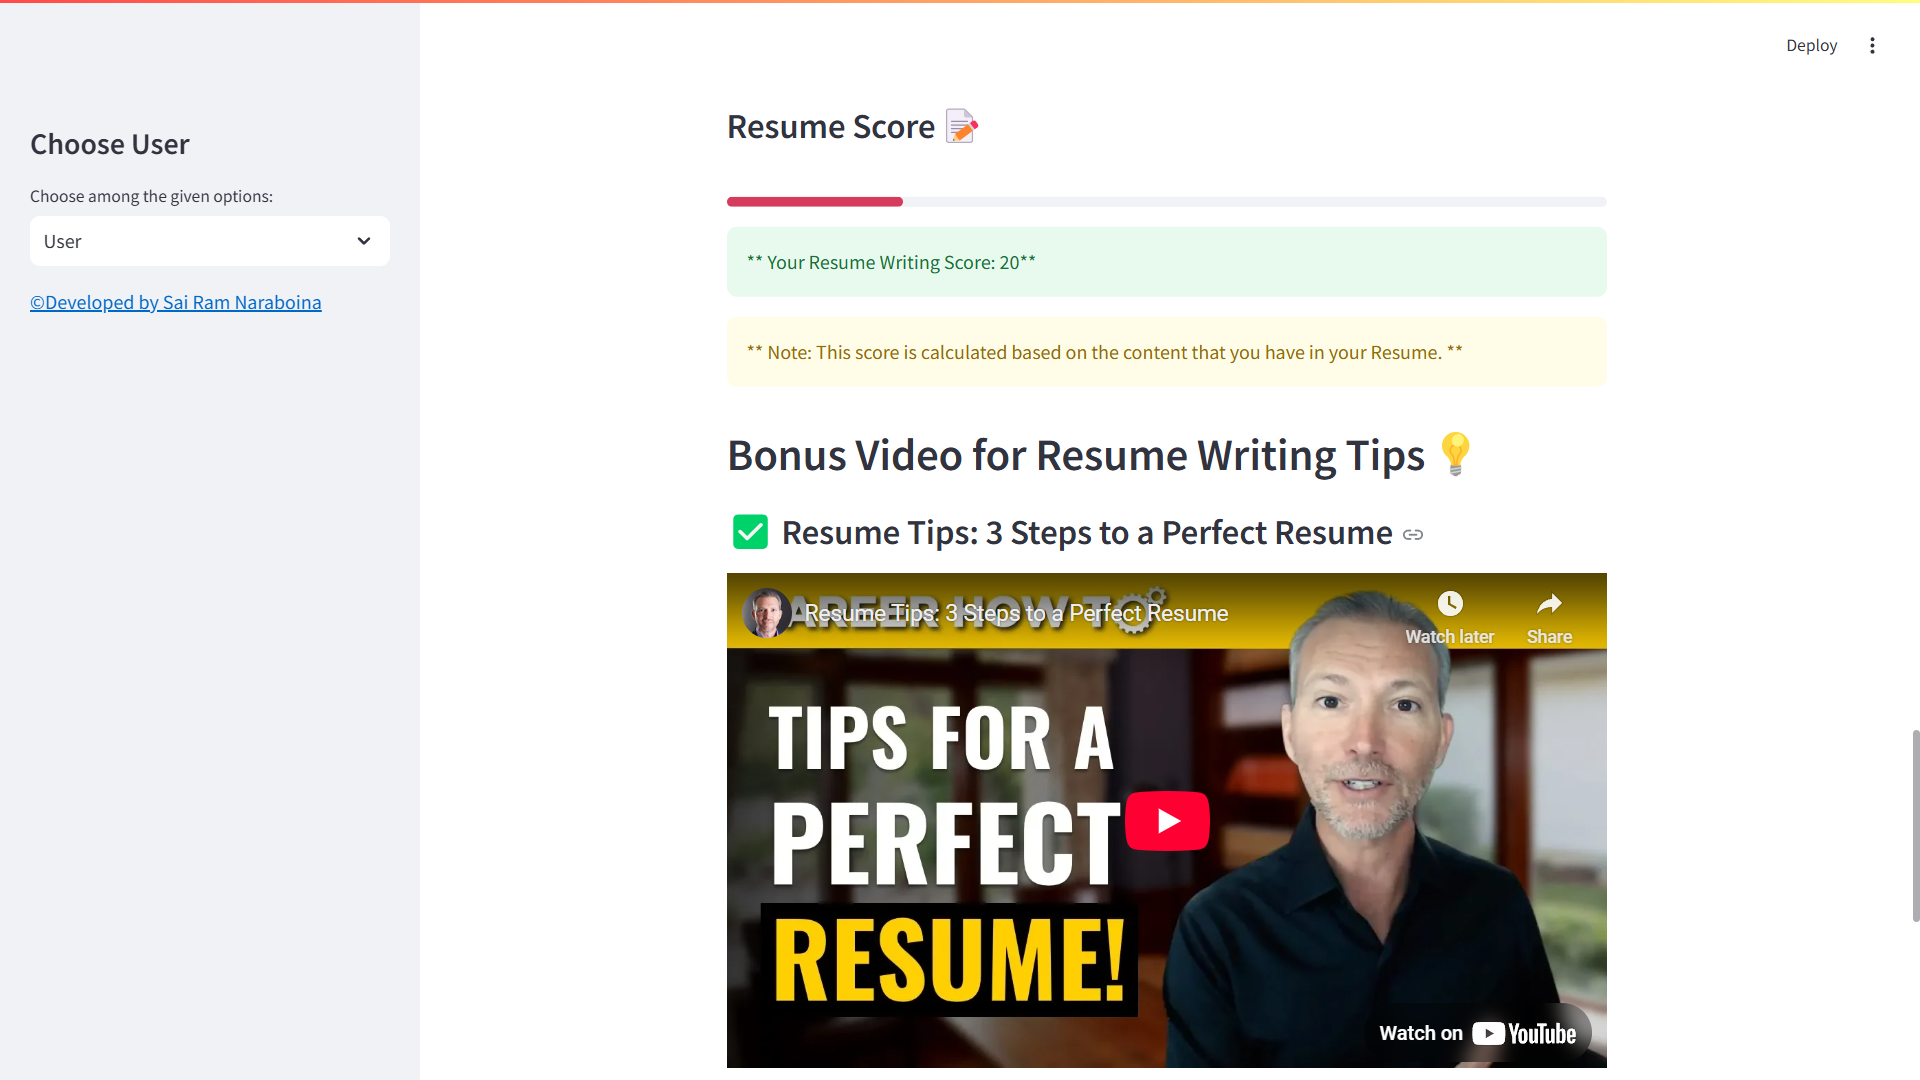 Deploy
Choose User
Choose among the given options:
User
©Developed by Sai Ram Naraboina
Resume Score
** Your Resume Writing Score: 20**
** Note: This score is calculated based on the content that you have in your Resume. **
Bonus Video for Resume Writing Tips
Resume Tips: 3 Steps to a Perfect Resume
AREER HOW TO
Resume Tips: 3 Steps to a Perfect Resume
Watch later
Share
TIPS FOR A
PERFECT
RESUME!
Watch on YouTube